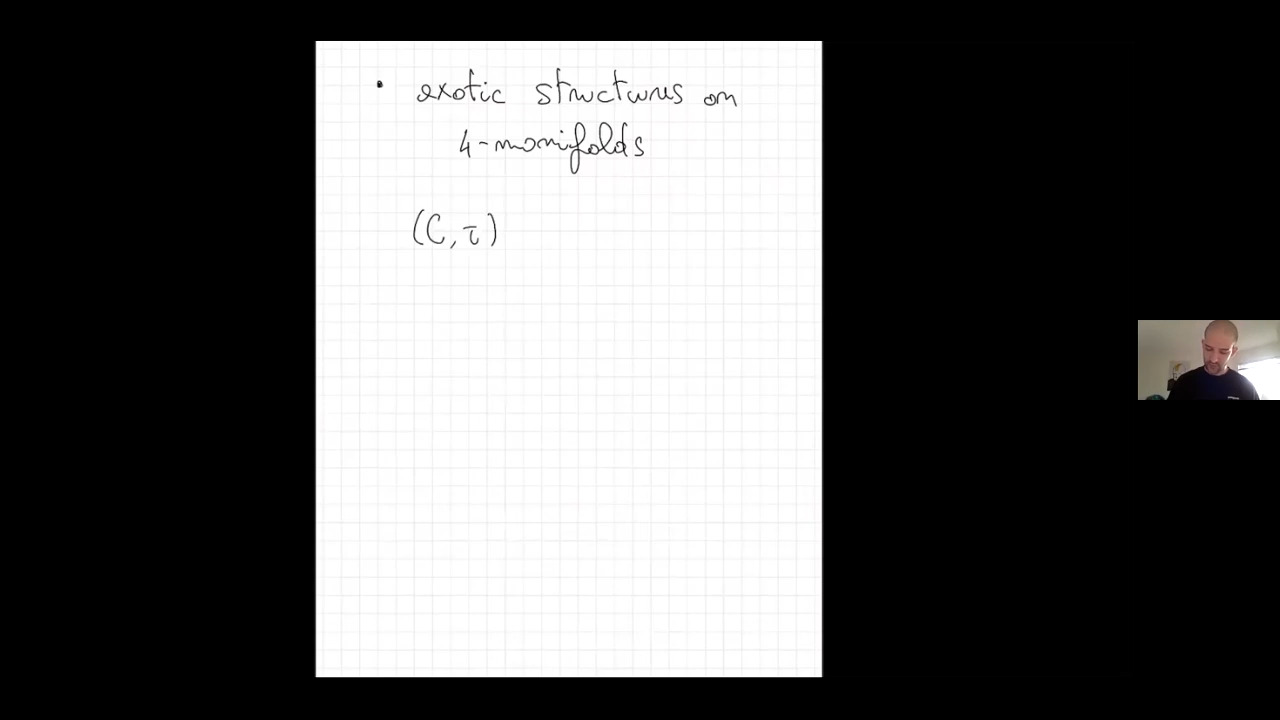 • exotic structures on
4-manifolds
(C, τ)